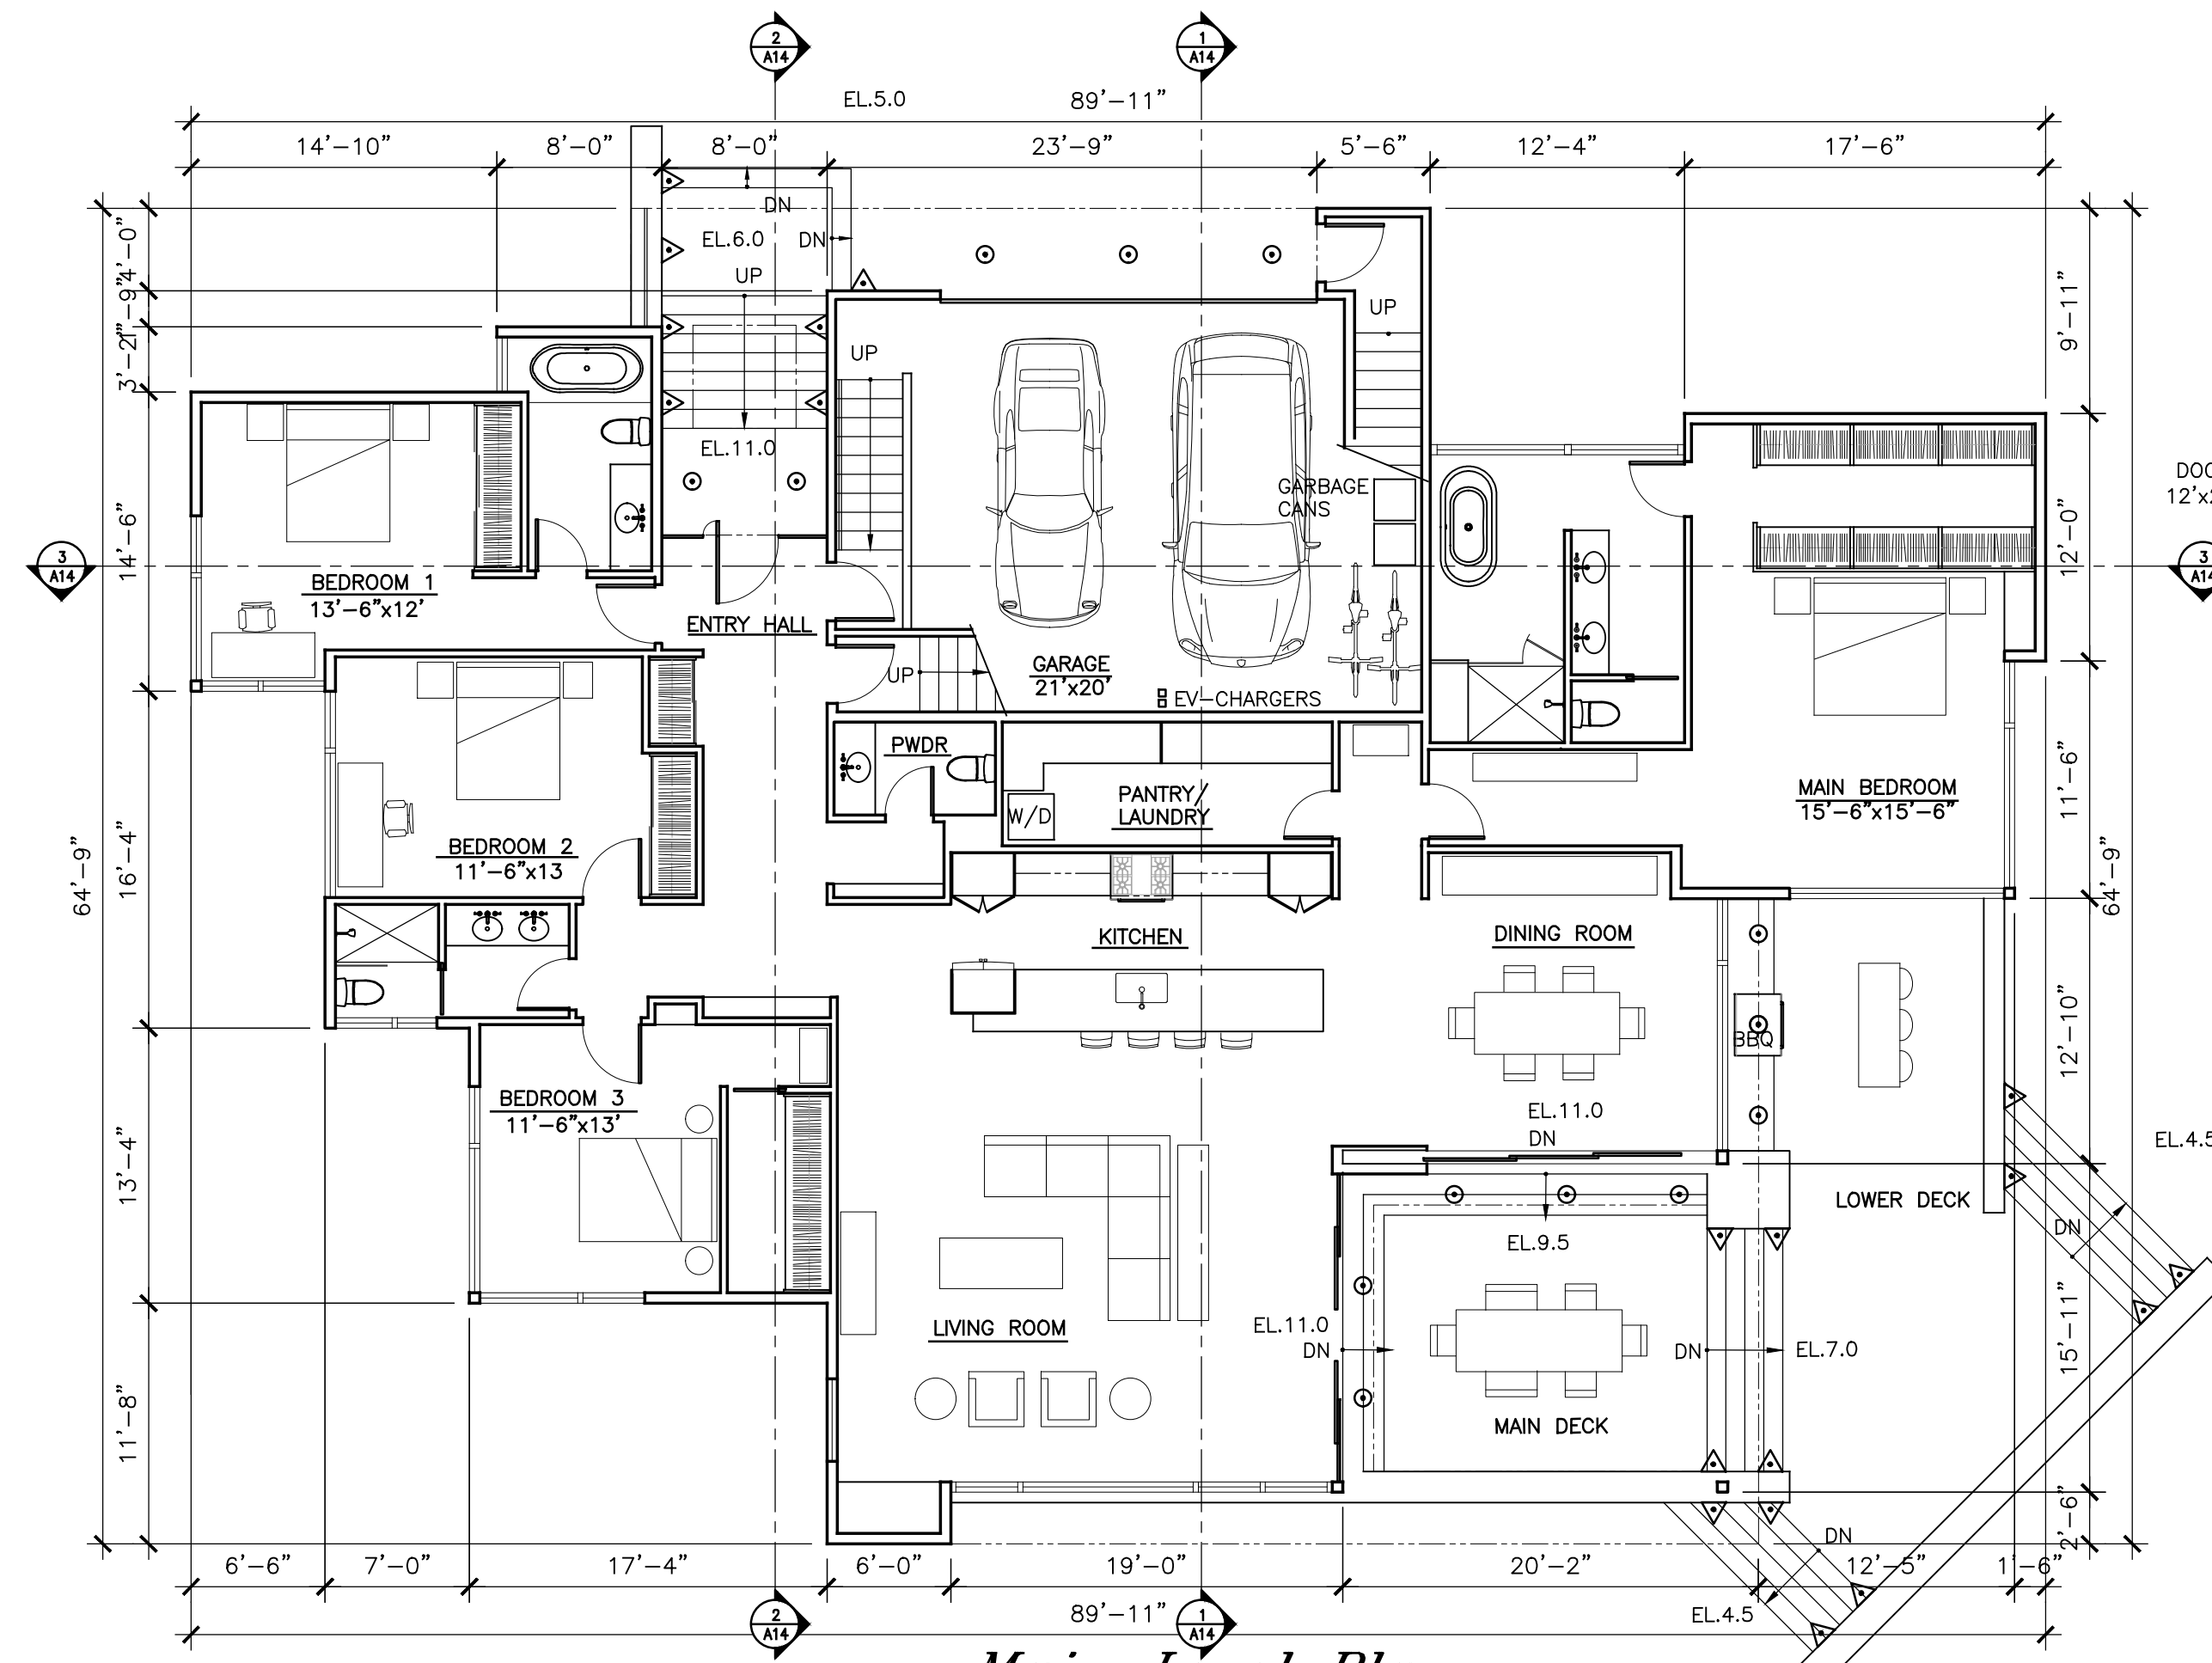 2
A14
1
A14
EL.5.0
89'-11"
14'-10"
8'-0"
8'-0"
23'-9"
5'-6"
12'-4"
17'-6"
DN
EL.6.0
DN
UP
4'-0"
1'-9"
3'-2"
14'-6"
16'-4"
64'-9"
13'-4"
11'-8"
UP
UP
9'-11"
12'-0"
11'-6"
64'-9"
12'-10"
15'-11"
2'-6"
EL.11.0
GARBAGE
CANS
3
A14
3
A14
BEDROOM 1
13'-6"x12'
ENTRY HALL
GARAGE
21'x20'
UP
EV-CHARGERS
PWDR
W/D
PANTRY/
LAUNDRY
MAIN BEDROOM
15'-6"x15'-6"
BEDROOM 2
11'-6"x13
KITCHEN
DINING ROOM
BBQ
BEDROOM 3
11'-6"x13'
EL.11.0
DN
EL.4.5
LOWER DECK
DN
EL.9.5
LIVING ROOM
EL.11.0
DN
DN
EL.7.0
MAIN DECK
DN
6'-6"
7'-0"
17'-4"
6'-0"
19'-0"
20'-2"
12'-5"
1'-6"
89'-11"
EL.4.5
2
A14
1
A14